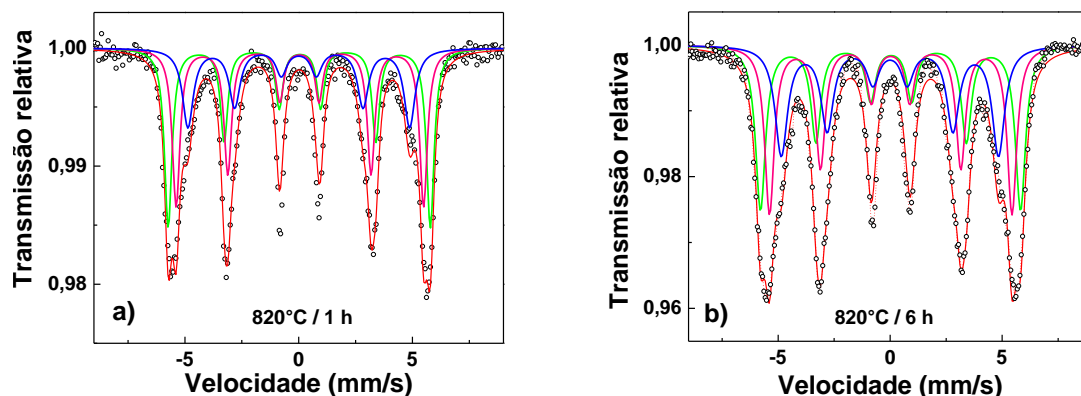 Transmissão relativa
1,00
0,99
0,98
a)
820°C / 1 h
-5
0
5
Velocidade (mm/s)
Transmissão relativa
1,00
0,98
0,96
b)
820°C / 6 h
-5
0
5
Velocidade (mm/s)